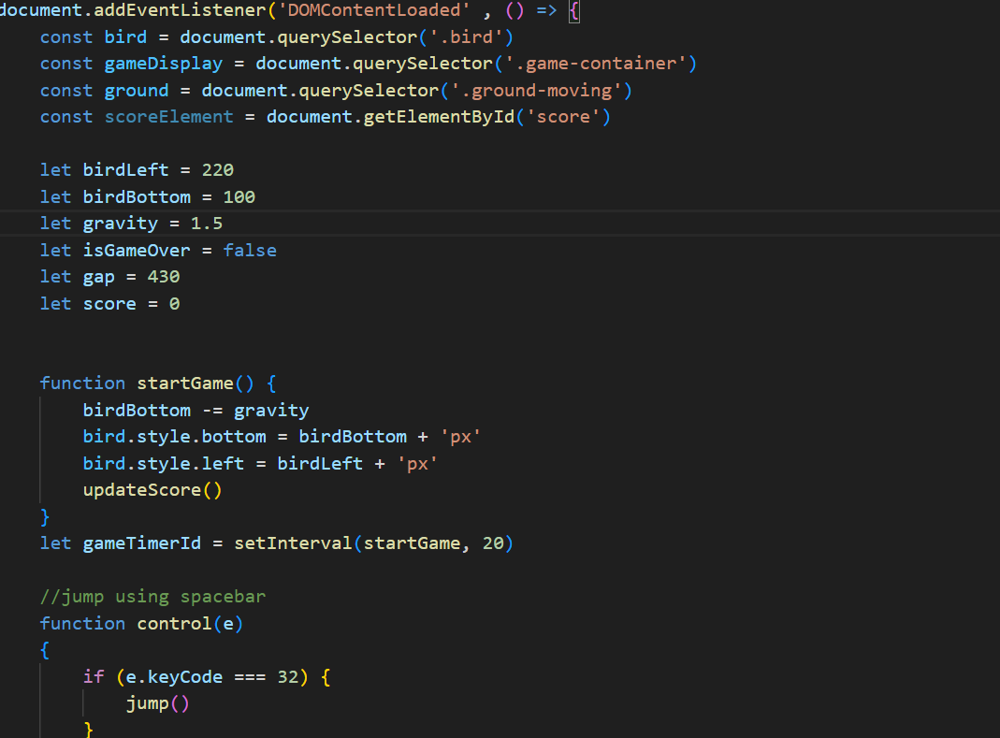 document.addEventListener('DOMContentLoaded' , () => {
    const bird = document.querySelector('.bird')
    const gameDisplay = document.querySelector('.game-container')
    const ground = document.querySelector('.ground-moving')
    const scoreElement = document.getElementById('score')

    let birdLeft = 220
    let birdBottom = 100
    let gravity = 1.5
    let isGameOver = false
    let gap = 430
    let score = 0


    function startGame() {
        birdBottom -= gravity
        bird.style.bottom = birdBottom + 'px'
        bird.style.left = birdLeft + 'px'
        updateScore()
    }
    let gameTimerId = setInterval(startGame, 20)

    //jump using spacebar
    function control(e)
    {
        if (e.keyCode === 32) {
            jump()
        }